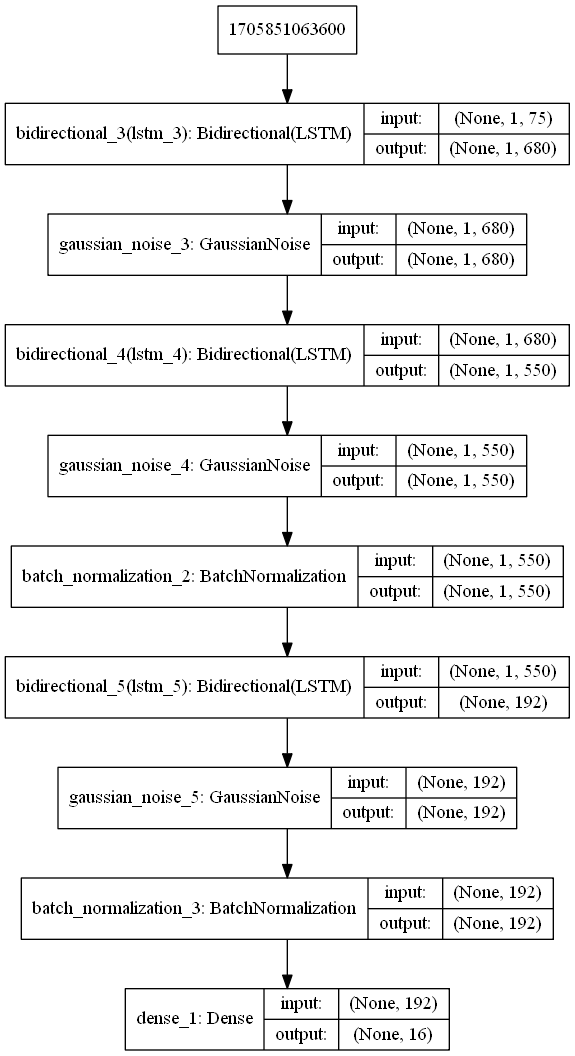 1705851063600
bidirectional_3(lstm_3): Bidirectional(LSTM)
input: (None, 1, 75)
output: (None, 1, 680)
gaussian_noise_3: GaussianNoise
input: (None, 1, 680)
output: (None, 1, 680)
bidirectional_4(lstm_4): Bidirectional(LSTM)
input: (None, 1, 680)
output: (None, 1, 550)
gaussian_noise_4: GaussianNoise
input: (None, 1, 550)
output: (None, 1, 550)
batch_normalization_2: BatchNormalization
input: (None, 1, 550)
output: (None, 1, 550)
bidirectional_5(lstm_5): Bidirectional(LSTM)
input: (None, 1, 550)
output: (None, 192)
gaussian_noise_5: GaussianNoise
input: (None, 192)
output: (None, 192)
batch_normalization_3: BatchNormalization
input: (None, 192)
output: (None, 192)
dense_1: Dense
input: (None, 192)
output: (None, 16)